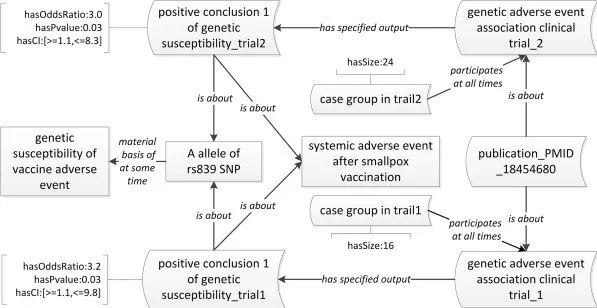 hasOddsRatio:3.0
hasPvalue:0.03
hasCI:[>=1.1,<=8.3]
positive conclusion 1
of genetic
susceptibility_trial2
has specified output
genetic adverse event
association clinical
trial_2
hasSize:24
case group in trail2
participates
at all times
is about
is about
is about
genetic
susceptibility of
vaccine adverse
event
material
basis of
at some
time
A allele of
rs839 SNP
systemic adverse event
after smallpox
vaccination
publication_PMID
_18454680
is about
is about
case group in trail1
hasSize:16
participates
at all times
is about
hasOddsRatio:3.2
hasPvalue:0.03
hasCI:[>=1.1,<=9.8]
positive conclusion 1
of genetic
susceptibility_trial1
has specified output
genetic adverse event
association clinical
trial_1